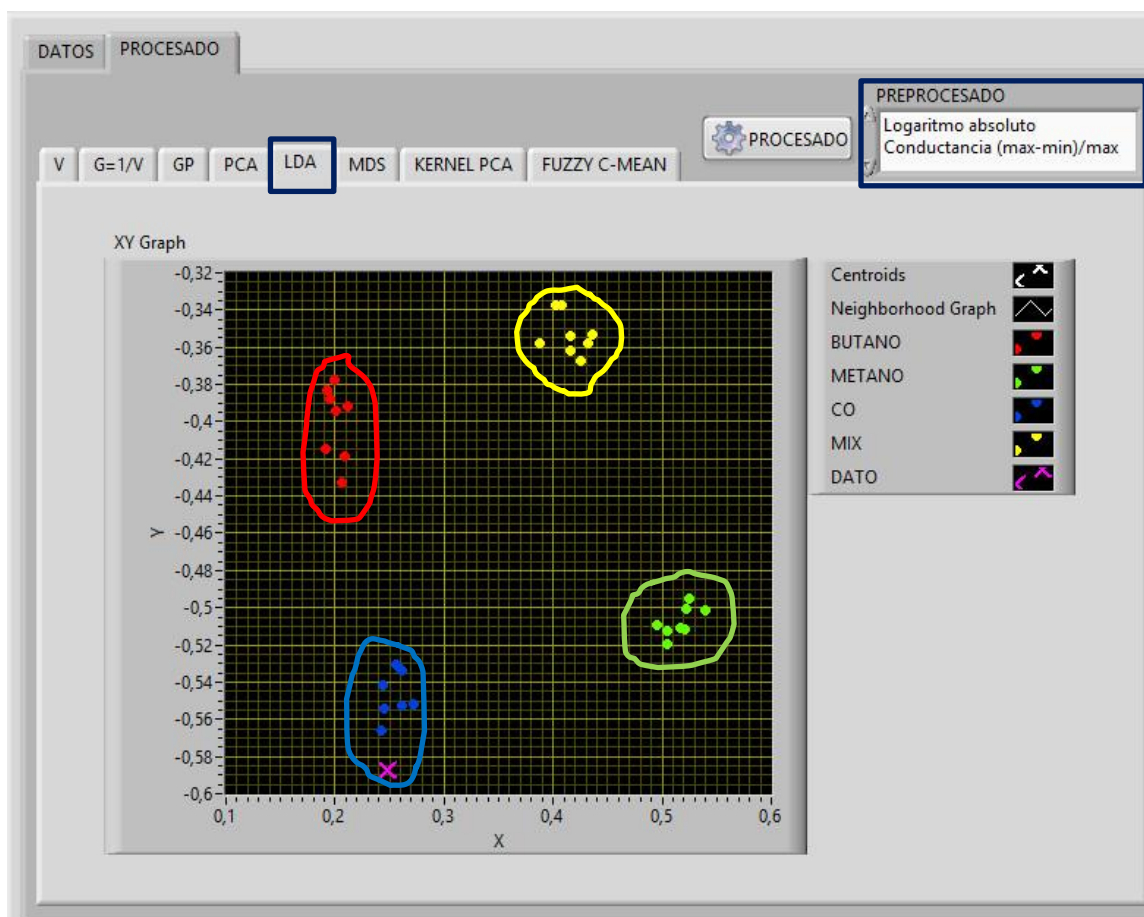 DATOS PROCESADO
PREPROCESADO
PROCESADO
Logaritmo absoluto
Conductancia (max-min)/max
V G=1/V GP PCA LDA MDS KERNEL PCA FUZZY C-MEAN
XY Graph
-0,32
-0,34
-0,36
-0,38
-0,4
-0,42
-0,44
-0,46
-0,48
-0,5
-0,52
-0,54
-0,56
-0,58
-0,6
Y
0,1 0,2 0,3 0,4 0,5 0,6
X
Centroids
Neighborhood Graph
BUTANO
METANO
CO
MIX
DATO